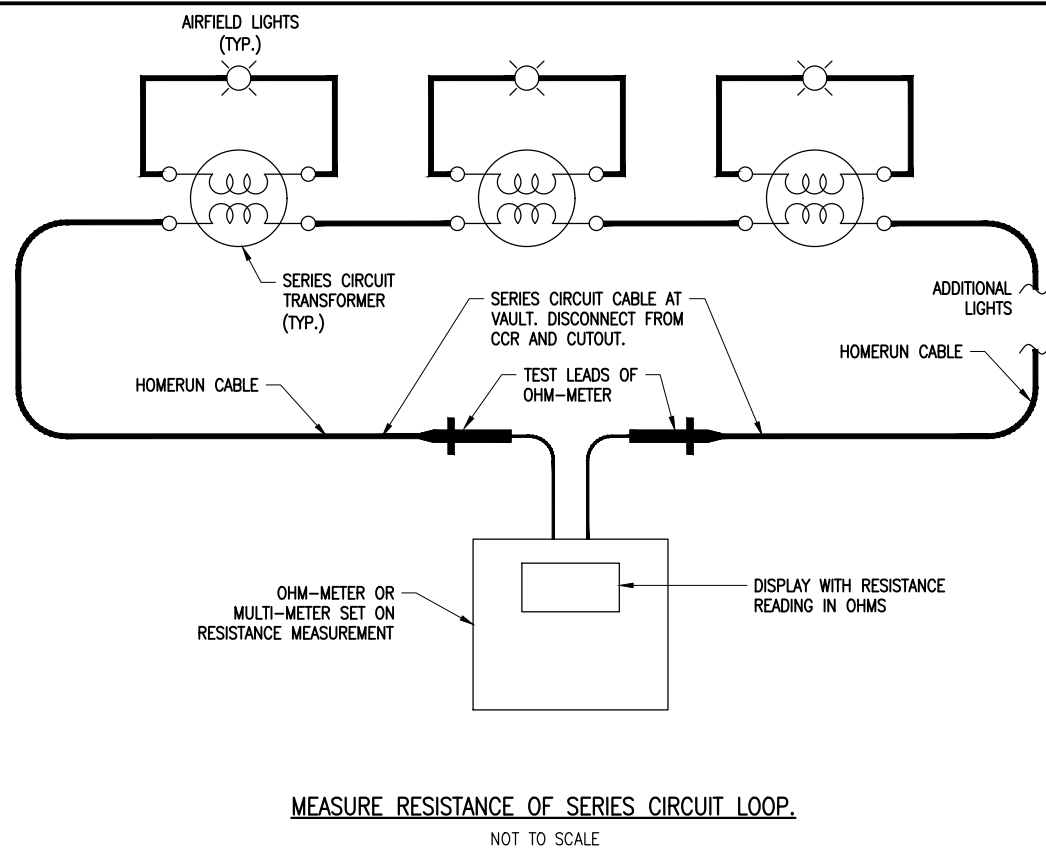 AIRFIELD LIGHTS
(TYP.)
SERIES CIRCUIT
TRANSFORMER
(TYP.)
SERIES CIRCUIT CABLE AT
VAULT. DISCONNECT FROM
CCR AND CUTOUT.
ADDITIONAL
LIGHTS
HOMERUN CABLE
HOMERUN CABLE
TEST LEADS OF
OHM-METER
OHM-METER OR
MULTI-METER SET ON
RESISTANCE MEASUREMENT
DISPLAY WITH RESISTANCE
READING IN OHMS
MEASURE RESISTANCE OF SERIES CIRCUIT LOOP.
NOT TO SCALE